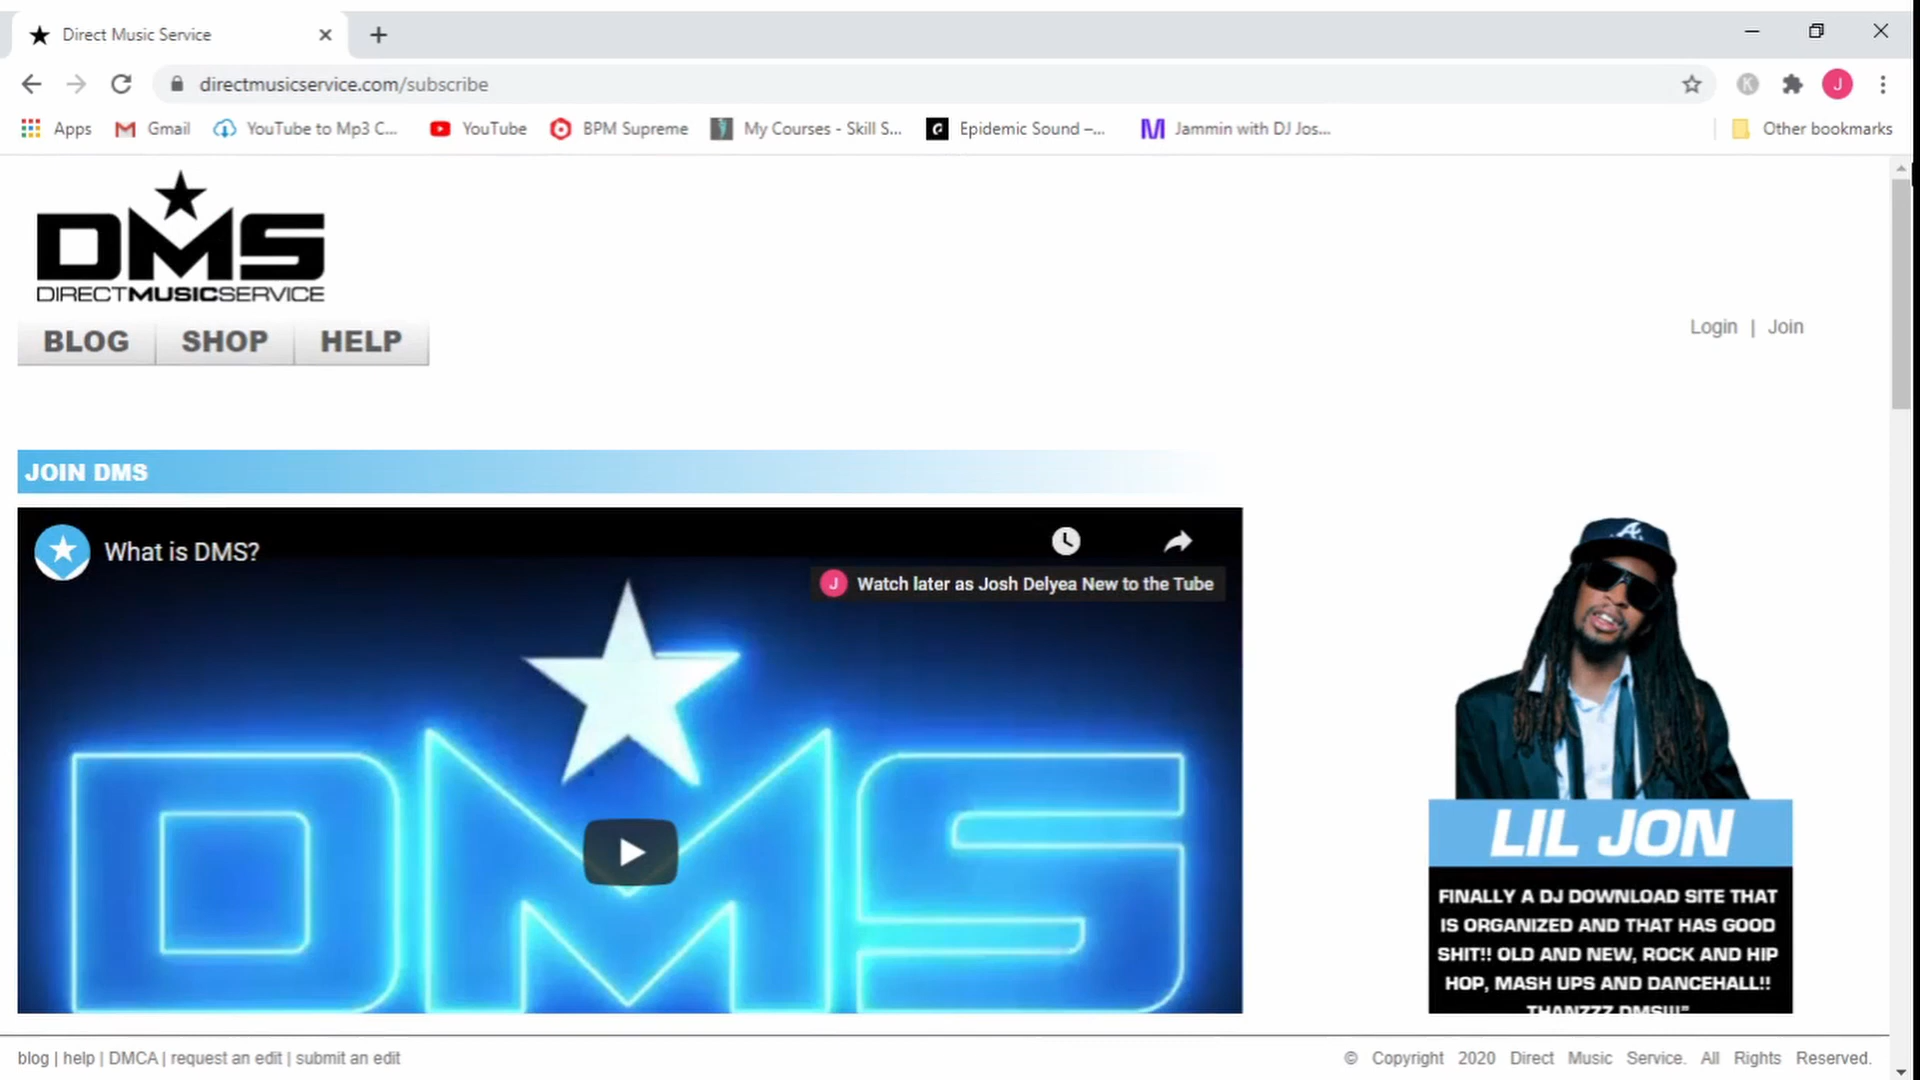 Direct Music Service
directmusicservice.com/subscribe
K
J
Apps
Gmail
YouTube to Mp3 C...
YouTube
BPM Supreme
My Courses - Skill S...
Epidemic Sound –...
Jammin with DJ Jos...
Other bookmarks
DMS
DIRECTMUSICSERVICE
BLOG
SHOP
HELP
Login | Join
JOIN DMS
What is DMS?
J
Watch later as Josh Delyea New to the Tube
DMS
A
LIL JON
FINALLY A DJ DOWNLOAD SITE THAT
IS ORGANIZED AND THAT HAS GOOD
SHIT!! OLD AND NEW, ROCK AND HIP
HOP, MASH UPS AND DANCEHALL!!
THANZZZ DMS!!!"
blog | help | DMCA | request an edit | submit an edit
© Copyright 2020 Direct Music Service. All Rights Reserved.